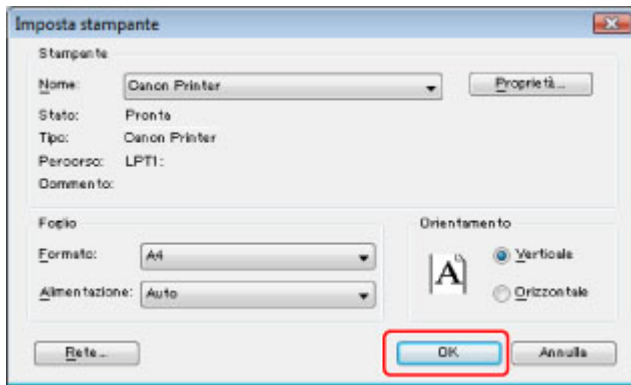 Imposta stampante
Stampante
Nome: Canon Printer Proprietà...
Stato: Pronta
Tipo: Canon Printer
Percorso: LPT1:
Commento:
Foglio
Formato: A4
Alimentazione: Auto
Orientamento
A
Verticale
Orizzontale
Rete... OK Annulla